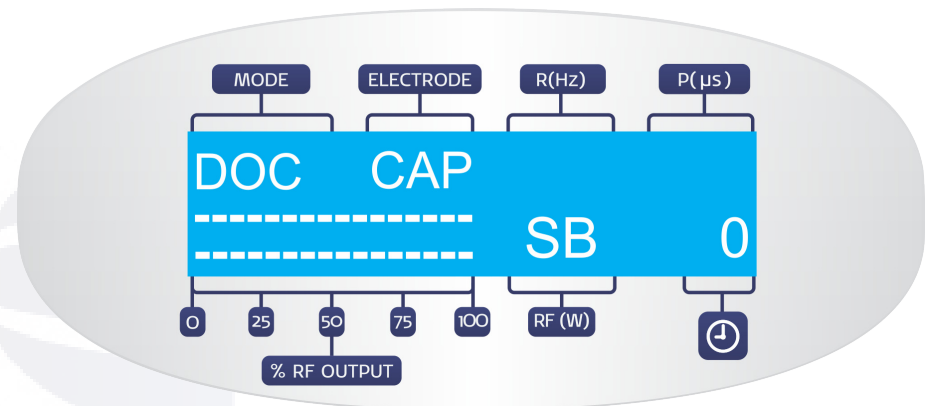 MODE ELECTRODE R(Hz) P(µs)
DOC CAP
SB 0
0 25 50 75 100 RF (W)
% RF OUTPUT